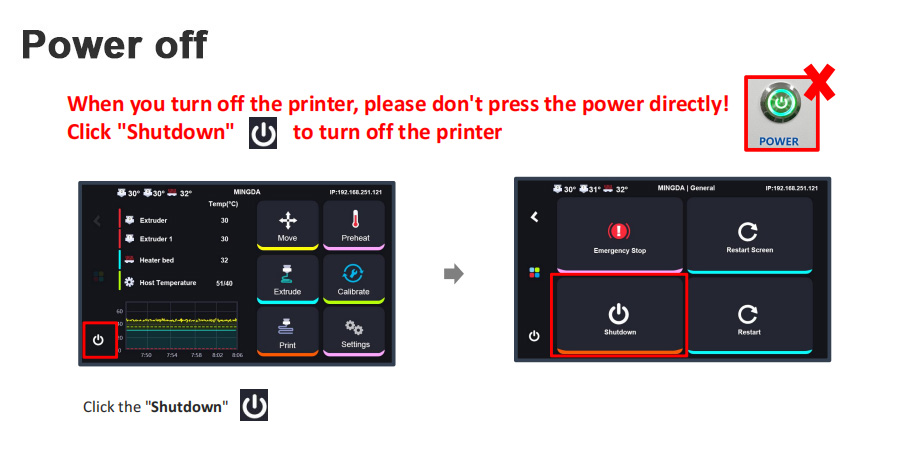 Power off
When you turn off the printer, please don't press the power directly!
Click "Shutdown" to turn off the printer
POWER
30° 30° 32° MINGDA IP:192.168.251.121
Temp(°C)
Extruder 30
Extruder 1 30
Heater bed 32
Host Temperature 51/40
60
40
20
0
7:50 7:54 7:58 8:02 8:06
Move
Preheat
Extrude
Calibrate
Print
Settings
30° 31° 32° MINGDA | General IP:192.168.251.121
Emergency Stop
Restart Screen
Shutdown
Restart
Click the "Shutdown"